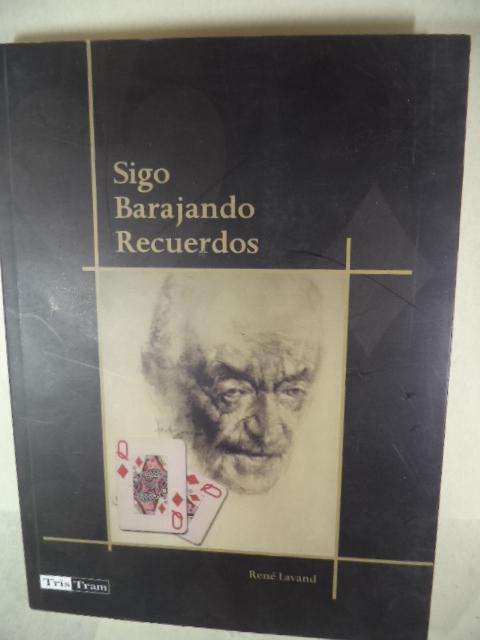 Sigo
Barajando
Recuerdos
Q
Q
Q
René Lavand
Tris Tram